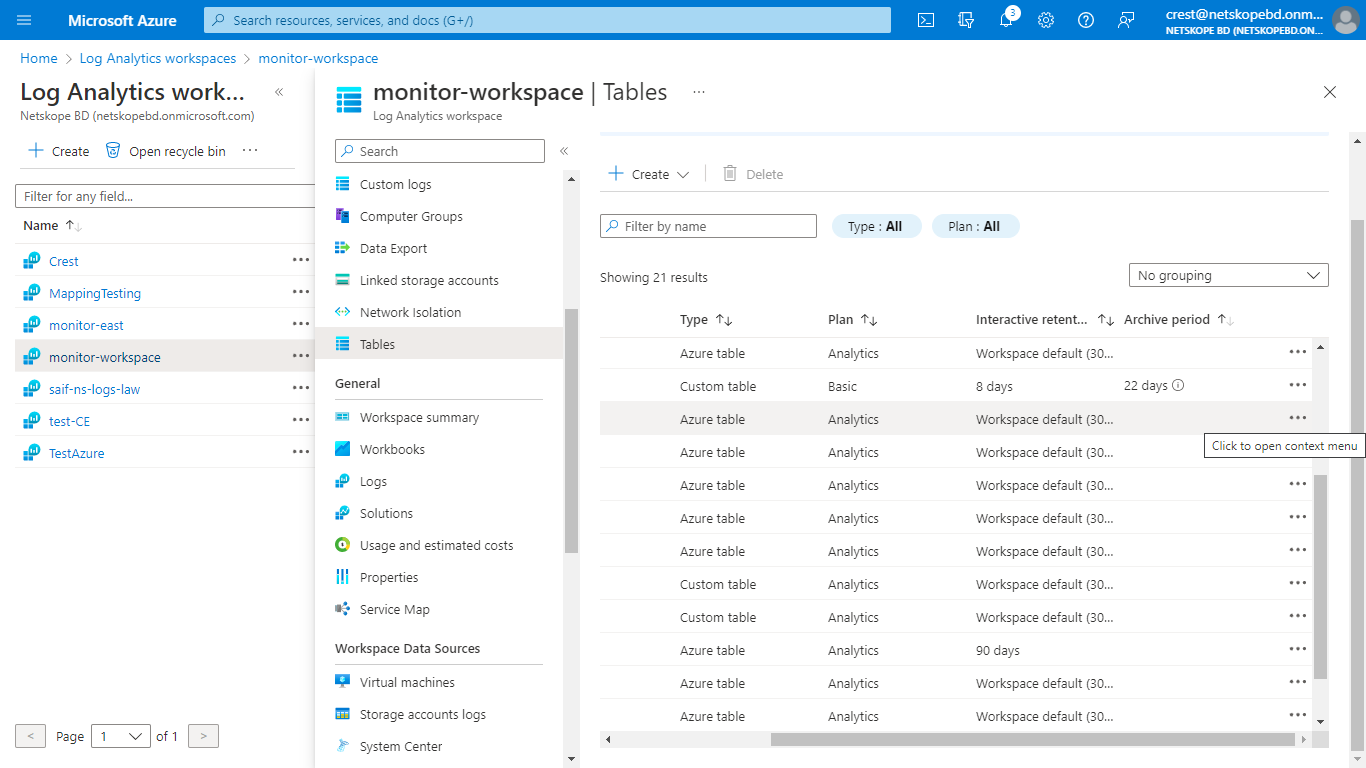 Microsoft Azure
Search resources, services, and docs (G+/)
3
crest@netskopebd.onm...
NETSKOPE BD (NETSKOPEBD.ON...
Home > Log Analytics workspaces > monitor-workspace
Log Analytics work...
«
Netskope BD (netskopebd.onmicrosoft.com)
+ Create
Open recycle bin
...
Filter for any field...
Name ↑↓
Crest
MappingTesting
monitor-east
monitor-workspace
saif-ns-logs-law
test-CE
TestAzure
< Page 1 of 1 >
monitor-workspace | Tables ...
Log Analytics workspace
Search
«
Custom logs
Computer Groups
Data Export
Linked storage accounts
Network Isolation
Tables
General
Workspace summary
Workbooks
Logs
Solutions
Usage and estimated costs
Properties
Service Map
Workspace Data Sources
Virtual machines
Storage accounts logs
System Center
+ Create
Delete
Filter by name
Type : All
Plan : All
Showing 21 results
No grouping
Type ↑↓ Plan ↑↓ Interactive retent... ↑↓ Archive period ↑↓
Azure table Analytics Workspace default (30... ...
Custom table Basic 8 days 22 days ...
Azure table Analytics Workspace default (30... ...
Click to open context menu
Azure table Analytics Workspace default (30...
Azure table Analytics Workspace default (30... ...
Azure table Analytics Workspace default (30... ...
Azure table Analytics Workspace default (30... ...
Custom table Analytics Workspace default (30... ...
Custom table Analytics Workspace default (30... ...
Azure table Analytics 90 days ...
Azure table Analytics Workspace default (30... ...
Azure table Analytics Workspace default (30... ...